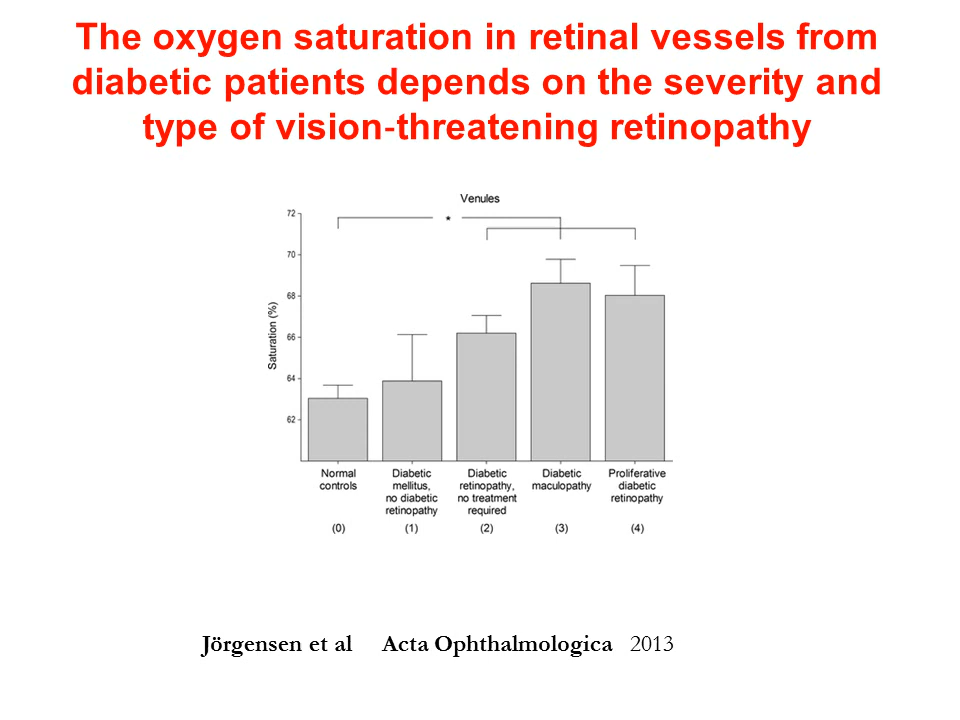 The oxygen saturation in retinal vessels from
diabetic patients depends on the severity and
type of vision-threatening retinopathy
Venules
*
72
70
68
66
64
62
Saturation (%)
Normal
controls
(0)
Diabetic
mellitus,
no diabetic
retinopathy
(1)
Diabetic
retinopathy,
no treatment
required
(2)
Diabetic
maculopathy
(3)
Proliferative
diabetic
retinopathy
(4)
Jörgensen et al Acta Ophthalmologica 2013